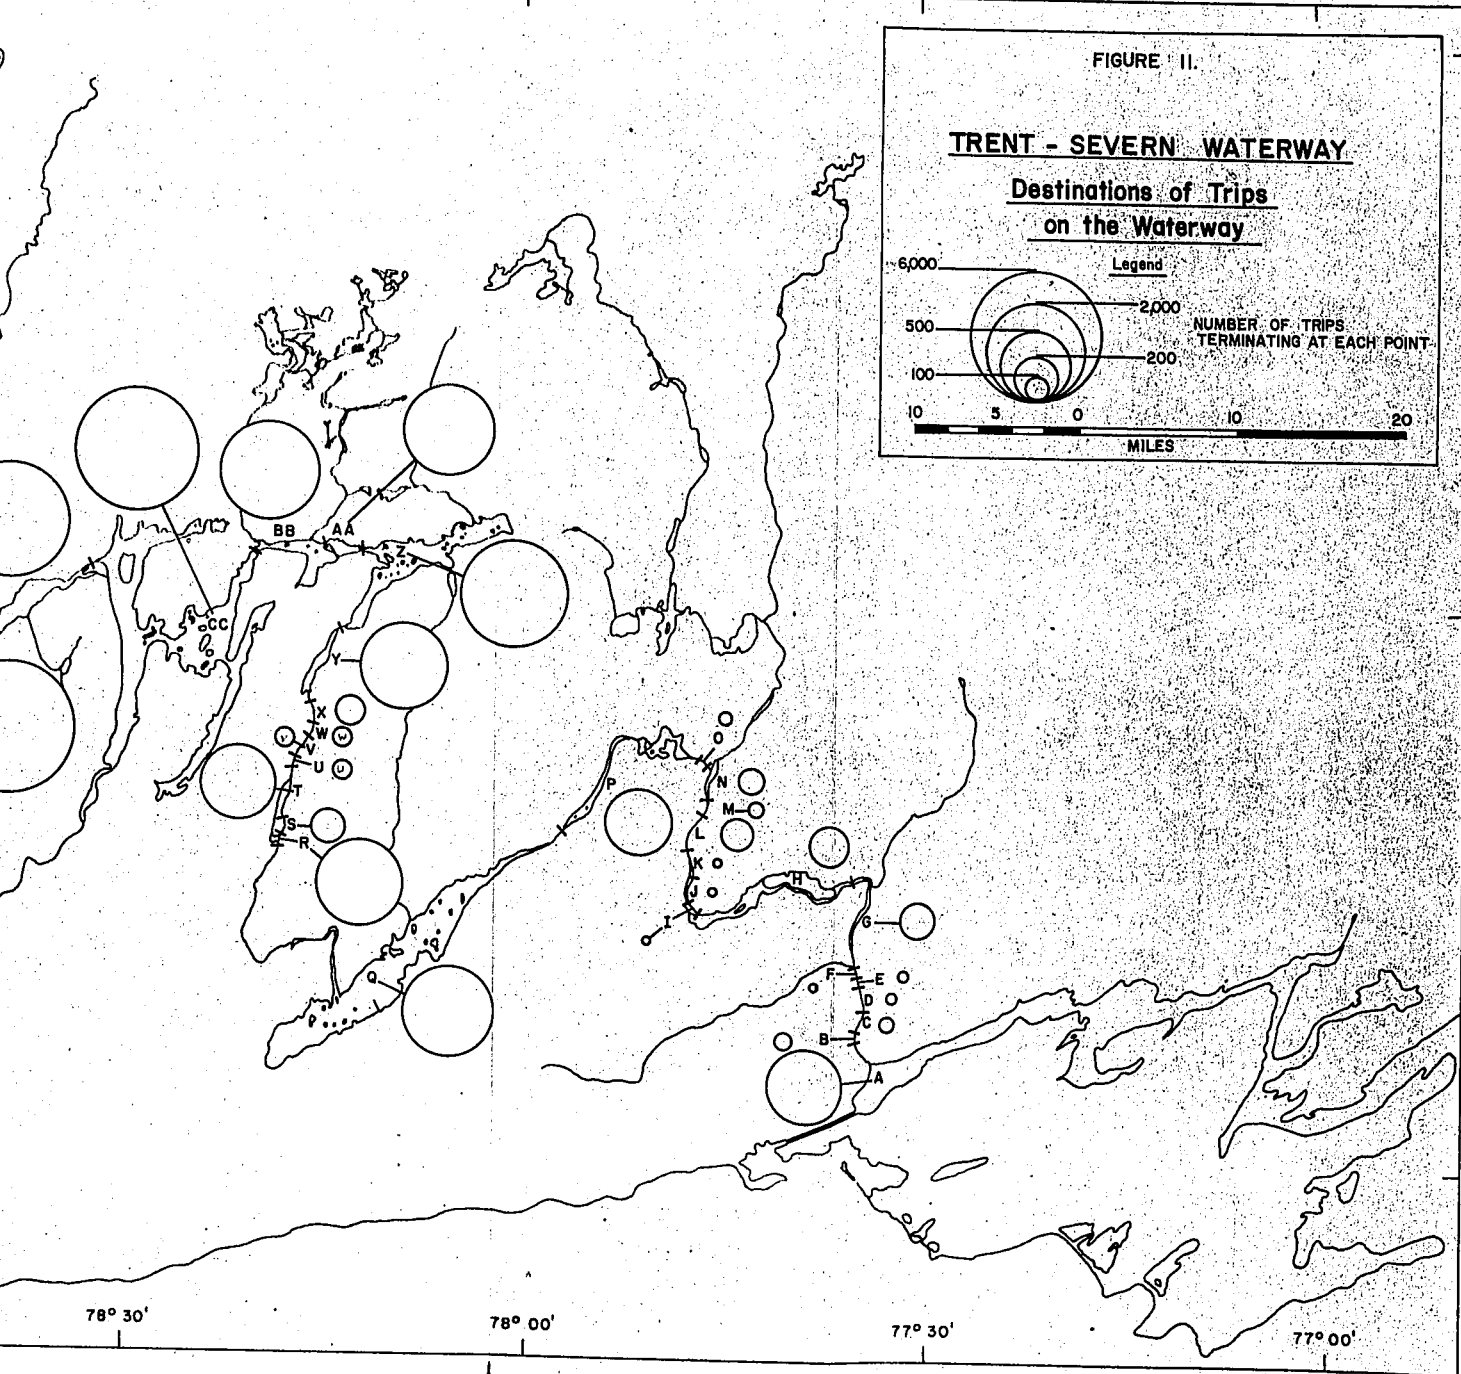 FIGURE II.
TRENT - SEVERN WATERWAY
Destinations of Trips
on the Waterway
Legend
6,000
2,000
500
200
100
NUMBER OF TRIPS
TERMINATING AT EACH POINT
10 5 0 10 20
MILES
BB AA
Z
CC
Y
X
W W
V V
U U
T
S
R
P
O
N
M
L
K
J
I
H
G
F E
D
C
B
A
Q
78° 30'
78° 00'
77° 30'
77° 00'